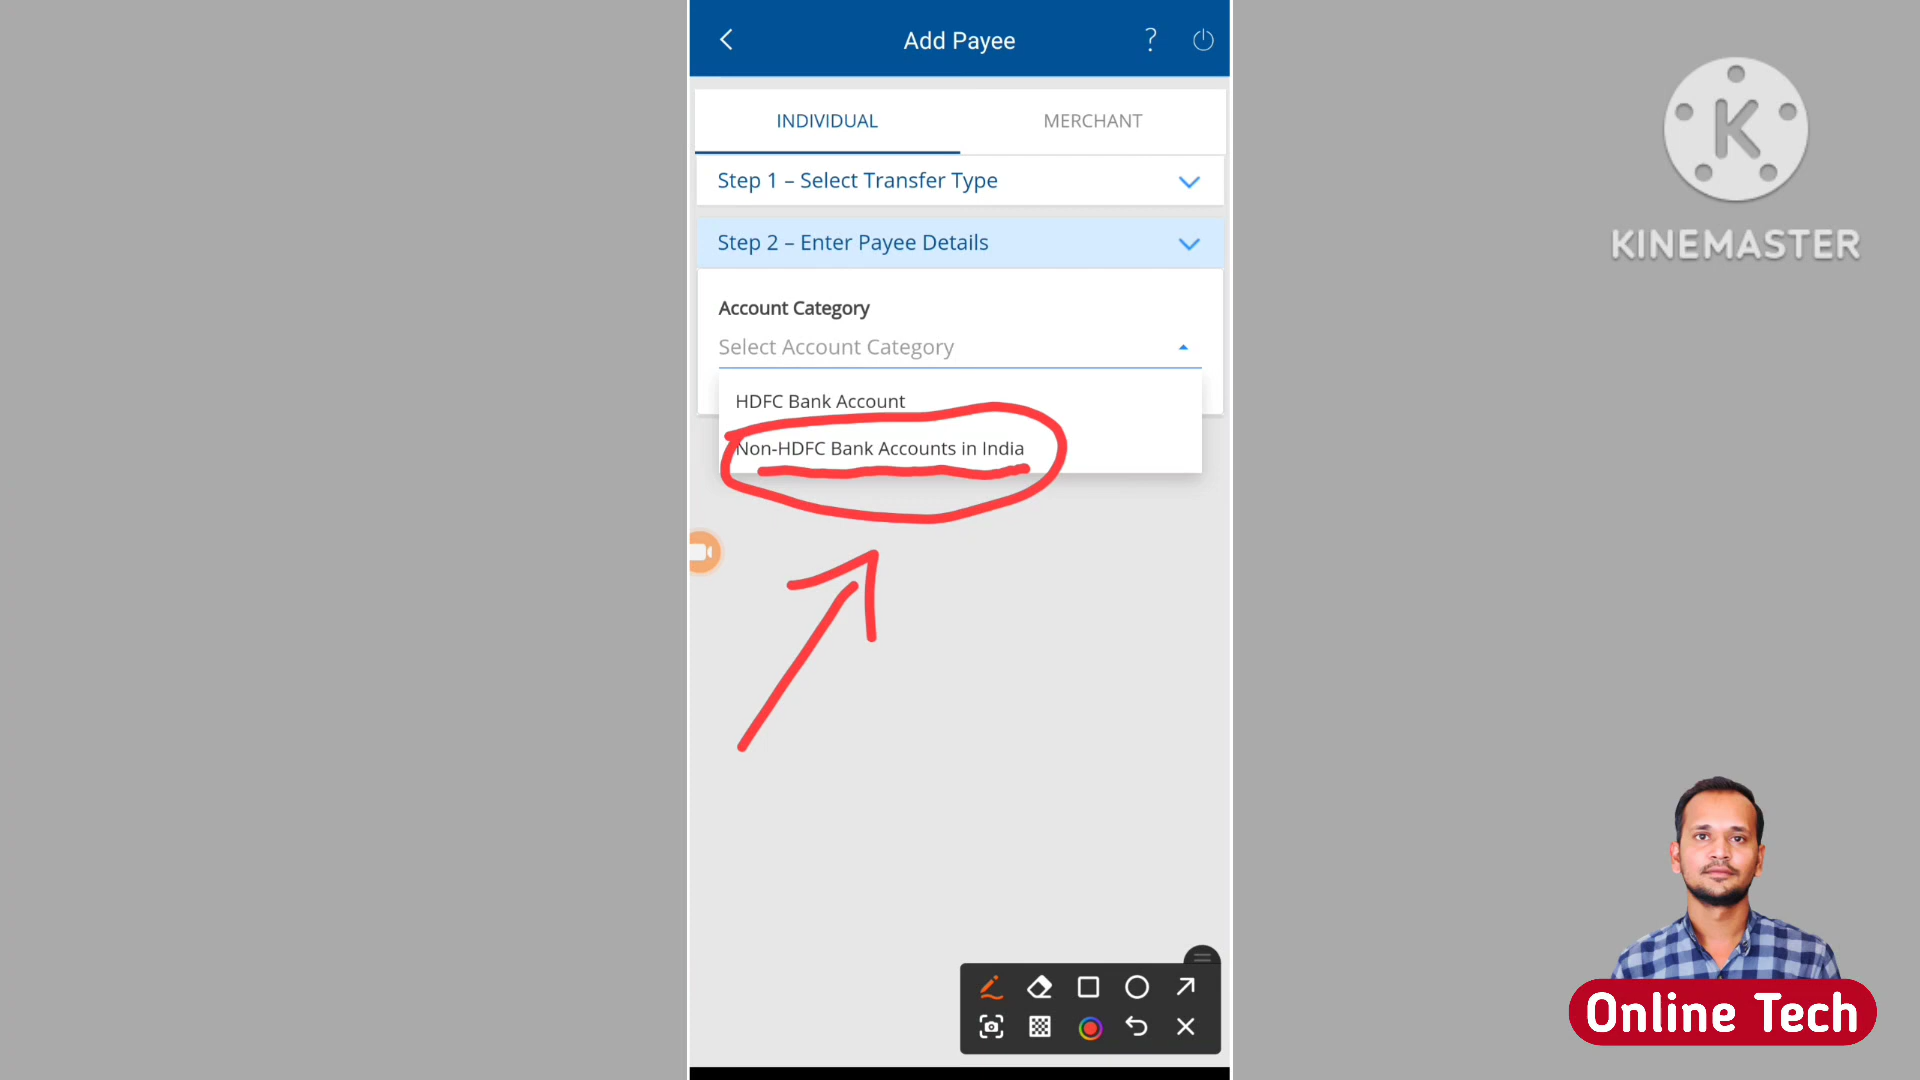 Add Payee
?
INDIVIDUAL
MERCHANT
Step 1 – Select Transfer Type
Step 2 – Enter Payee Details
Account Category
Select Account Category
HDFC Bank Account
Non-HDFC Bank Accounts in India
K
KINEMASTER
Online Tech